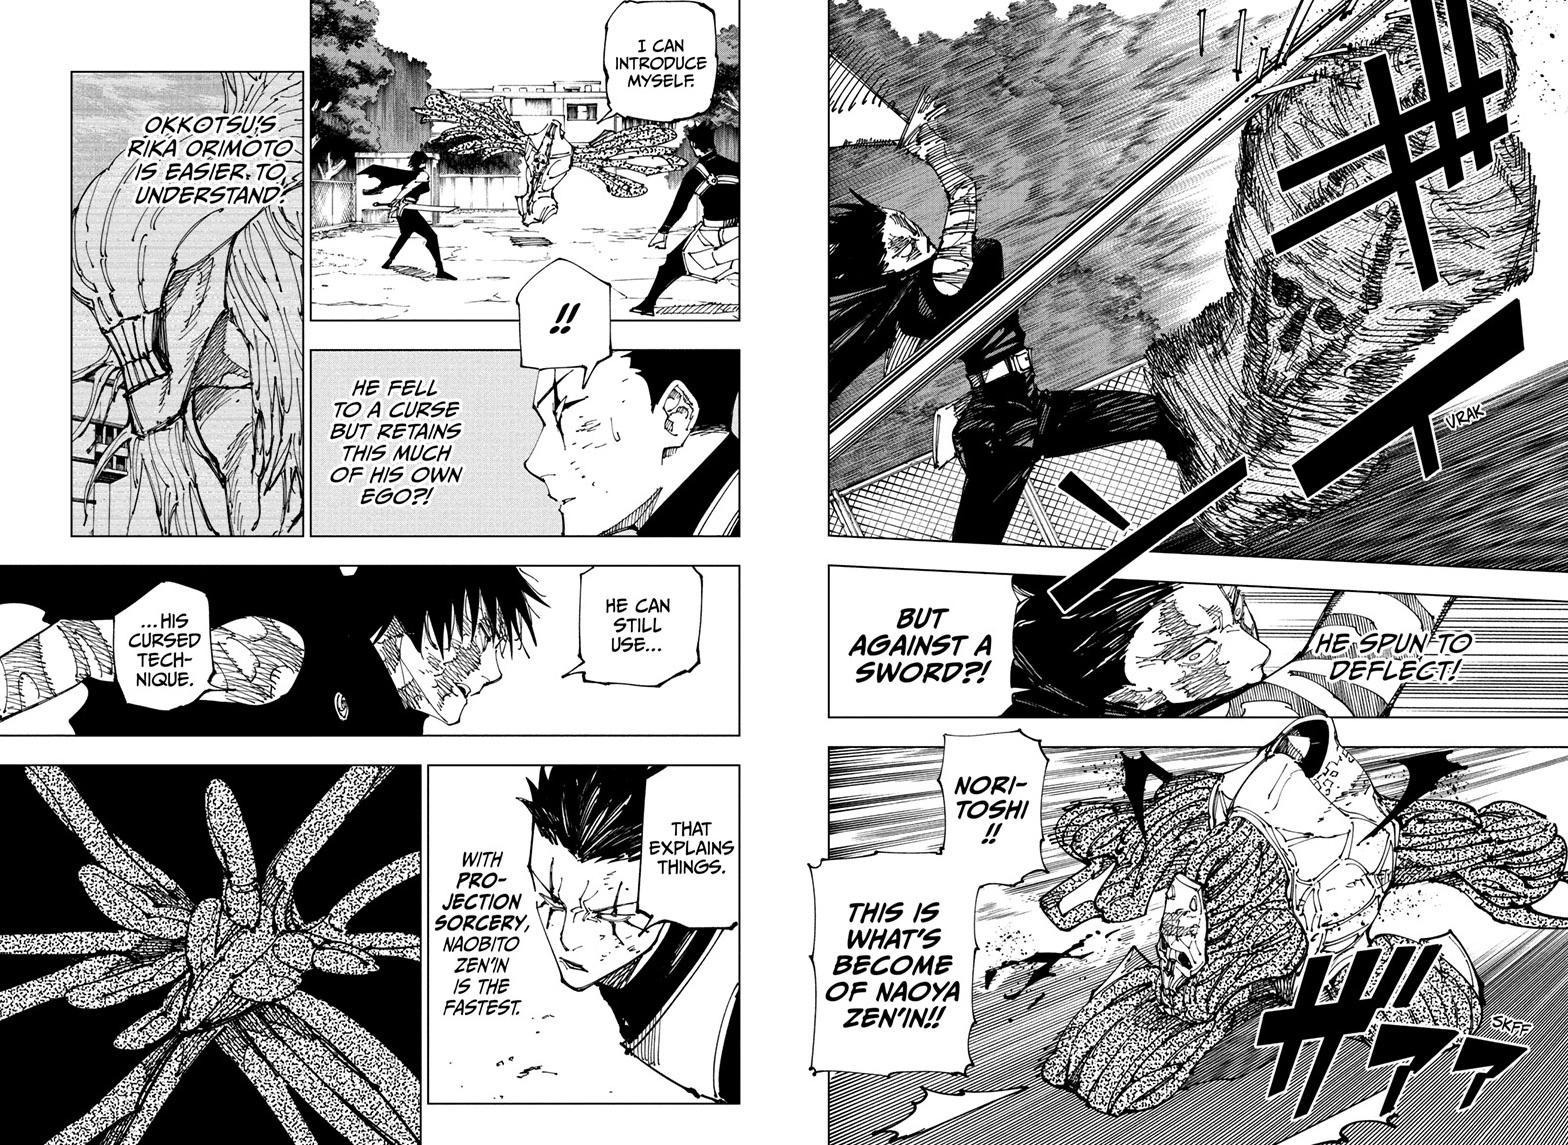 VRAK
HE SPUN TO
DEFLECT!
BUT
AGAINST A
SWORD?!
NORI-
TOSHI
!!
THIS IS
WHAT'S
BECOME
OF NAOYA
ZEN'IN!!
ザァァ
SKFF
I CAN
INTRODUCE
MYSELF.
!!
HE FELL
TO A CURSE
BUT RETAINS
THIS MUCH
OF HIS OWN
EGO?!
OKKOTSU'S
RIKA ORIMOTO
IS EASIER TO
UNDERSTAND.
HE CAN
STILL
USE...
...HIS
CURSED
TECH-
NIQUE.
THAT
EXPLAINS
THINGS.
WITH
PRO-
JECTION
SORCERY,
NAOBITO
ZEN'IN
IS THE
FASTEST.